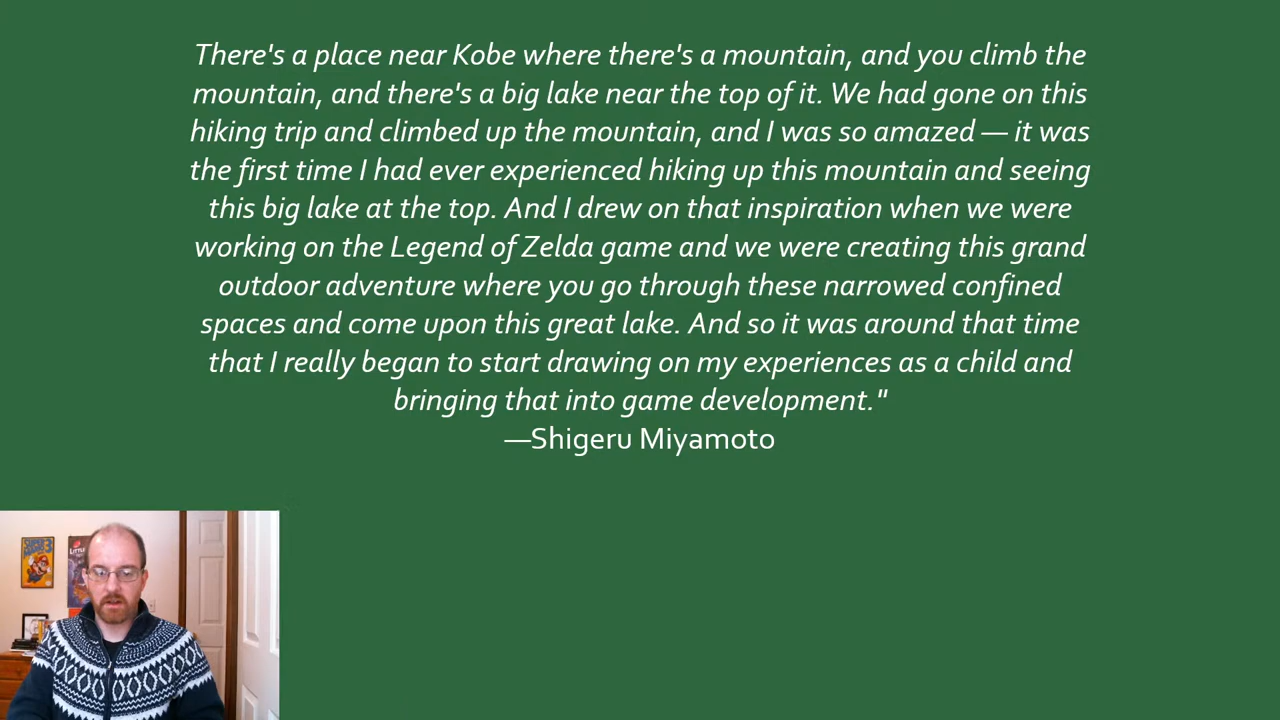 There's a place near Kobe where there's a mountain, and you climb the
mountain, and there's a big lake near the top of it. We had gone on this
hiking trip and climbed up the mountain, and I was so amazed — it was
the first time I had ever experienced hiking up this mountain and seeing
this big lake at the top. And I drew on that inspiration when we were
working on the Legend of Zelda game and we were creating this grand
outdoor adventure where you go through these narrowed confined
spaces and come upon this great lake. And so it was around that time
that I really began to start drawing on my experiences as a child and
bringing that into game development."
—Shigeru Miyamoto